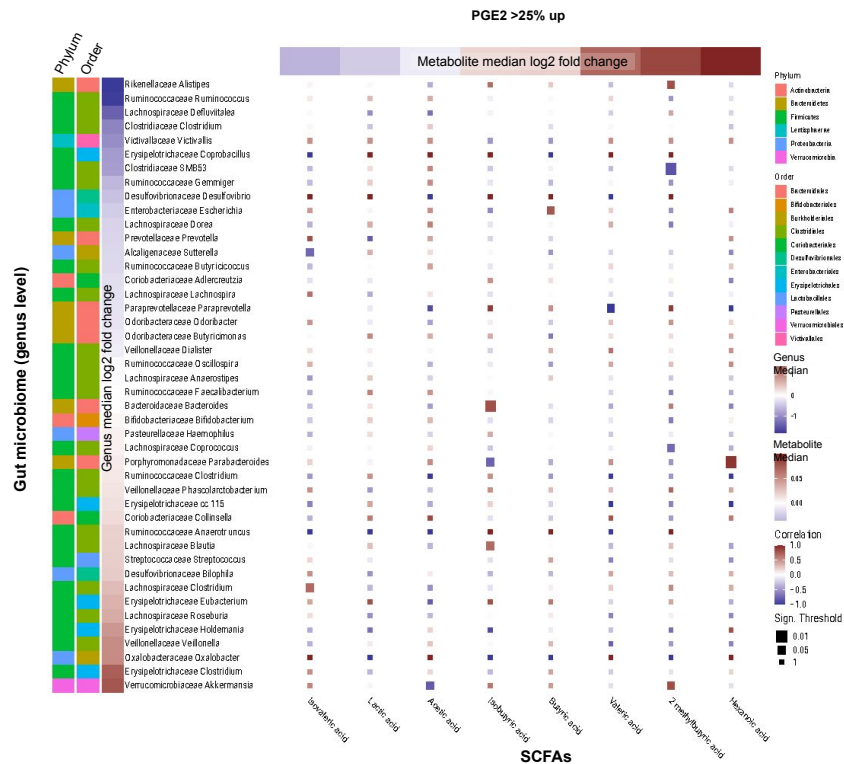 PGE2 >25% up
Metabolite median log2 fold change
Phylum
Order
Gut microbiome (genus level)
Genus median log2 fold change
Rikenellaceae Alistipes
Ruminococcaceae Ruminococcus
Lachnospiraceae Defluviitalea
Clostridiaceae Clostridium
Victivallaceae Victivallis
Erysipelotrichaceae Coprobacillus
Clostridiaceae SMB53
Ruminococcaceae Gemmiger
Desulfovibrionaceae Desulfovibrio
Enterobacteriaceae Escherichia
Lachnospiraceae Dorea
Prevotellaceae Prevotella
Alcaligenaceae Sutterella
Ruminococcaceae Butyricicoccus
Coriobacteriaceae Adlercreutzia
Lachnospiraceae Lachnospira
Paraprevotellaceae Paraprevotella
Odoribacteraceae Odoribacter
Odoribacteraceae Butyricimonas
Veillonellaceae Dialister
Ruminococcaceae Oscillospira
Lachnospiraceae Anaerostipes
Ruminococcaceae Faecalibacterium
Bacteroidaceae Bacteroides
Bifidobacteriaceae Bifidobacterium
Pasteurellaceae Haemophilus
Lachnospiraceae Coprococcus
Porphyromonadaceae Parabacteroides
Ruminococcaceae Clostridium
Veillonellaceae Phascolarctobacterium
Erysipelotrichaceae cc 115
Coriobacteriaceae Collinsella
Ruminococcaceae Anaerotruncus
Lachnospiraceae Blautia
Streptococcaceae Streptococcus
Desulfovibrionaceae Bilophila
Lachnospiraceae Clostridium
Erysipelotrichaceae Eubacterium
Lachnospiraceae Roseburia
Erysipelotrichaceae Holdemania
Veillonellaceae Veillonella
Oxalobacteraceae Oxalobacter
Erysipelotrichaceae Clostridium
Verrucomicrobiaceae Akkermansia
Isovaleric acid
Lactic acid
Acetic acid
Isobutyric acid
Butyric acid
Valeric acid
2 methylbutyric acid
Hexanoic acid
SCFAs
Phylum
Actinobacteria
Bacteroidetes
Firmicutes
Lentisphaerae
Proteobacteria
Verrucomicrobia
Order
Bacteroidales
Bifidobacteriales
Burkholderiales
Clostridiales
Coriobacteriales
Desulfovibrionales
Enterobacteriales
Erysipelotrichales
Lactobacillales
Pasteurellales
Verrucomicrobiales
Victivallales
Genus
Median
1
0
-1
Metabolite
Median
0.05
0.00
Correlation
1.0
0.5
0.0
-0.5
-1.0
Sign. Threshold
0.01
0.05
1